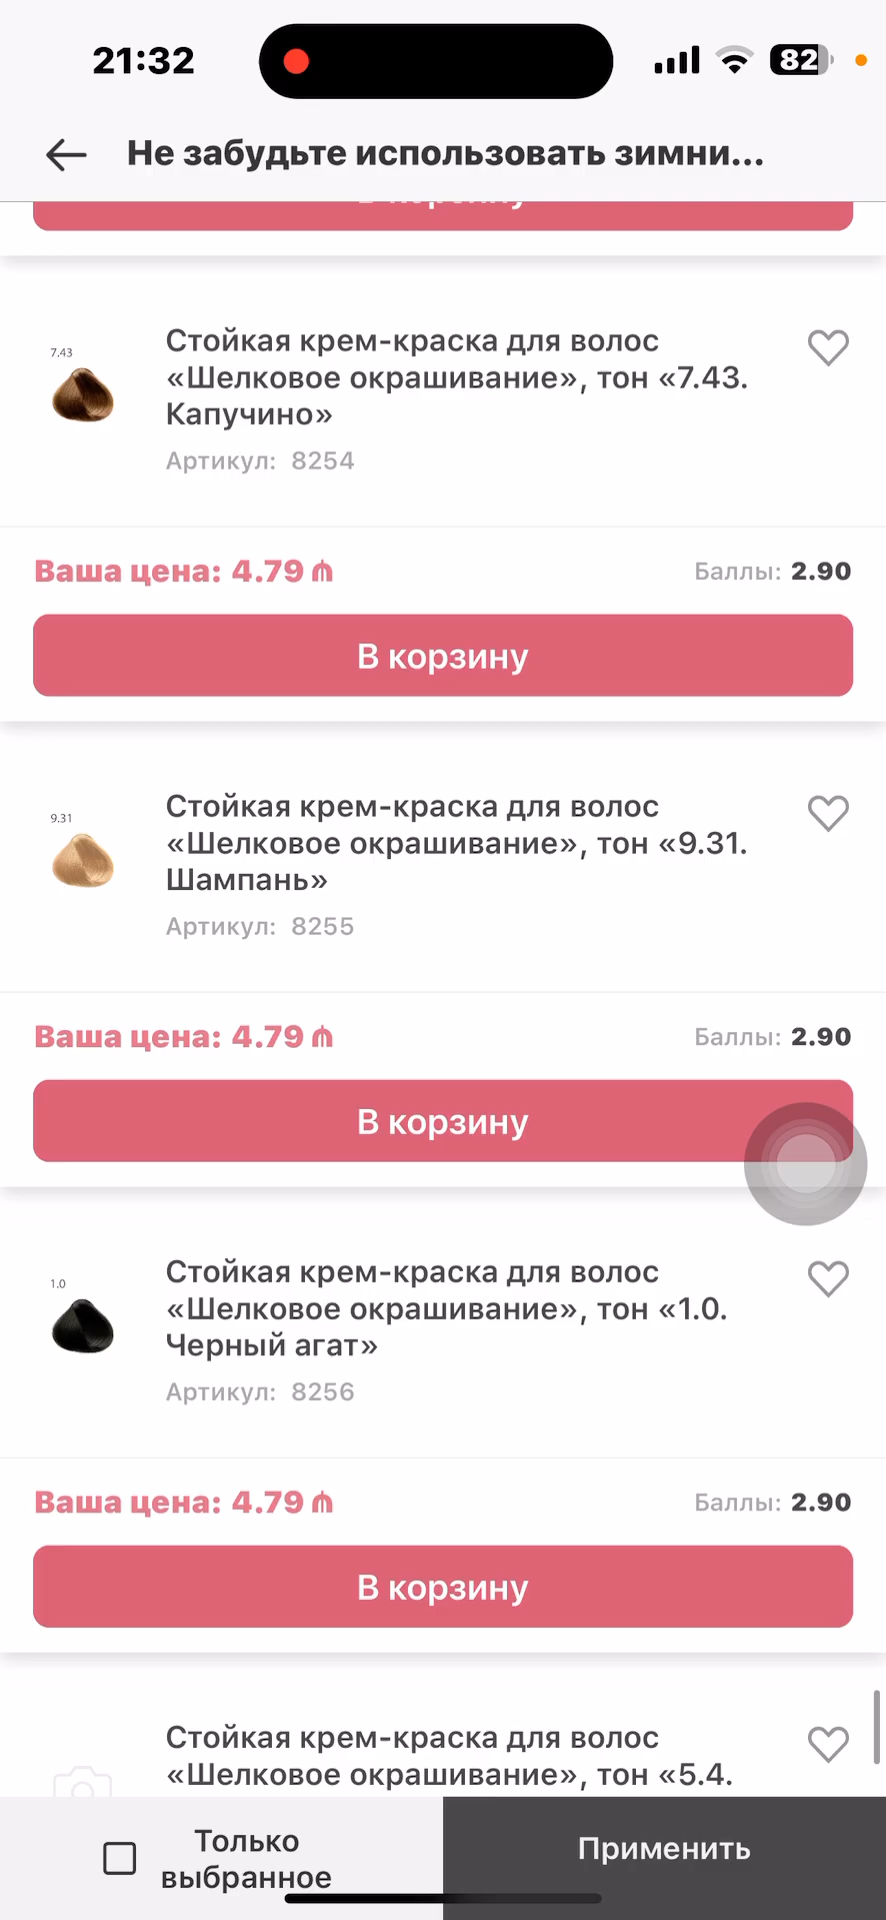 21:32
82
Не забудьте использовать зимни...
В корзину
7.43
Стойкая крем-краска для волос
«Шелковое окрашивание», тон «7.43.
Капучино»
Артикул: 8254
Ваша цена: 4.79 ₼
Баллы: 2.90
В корзину
9.31
Стойкая крем-краска для волос
«Шелковое окрашивание», тон «9.31.
Шампань»
Артикул: 8255
Ваша цена: 4.79 ₼
Баллы: 2.90
В корзину
1.0
Стойкая крем-краска для волос
«Шелковое окрашивание», тон «1.0.
Черный агат»
Артикул: 8256
Ваша цена: 4.79 ₼
Баллы: 2.90
В корзину
Стойкая крем-краска для волос
«Шелковое окрашивание», тон «5.4.
Только
выбранное
Применить